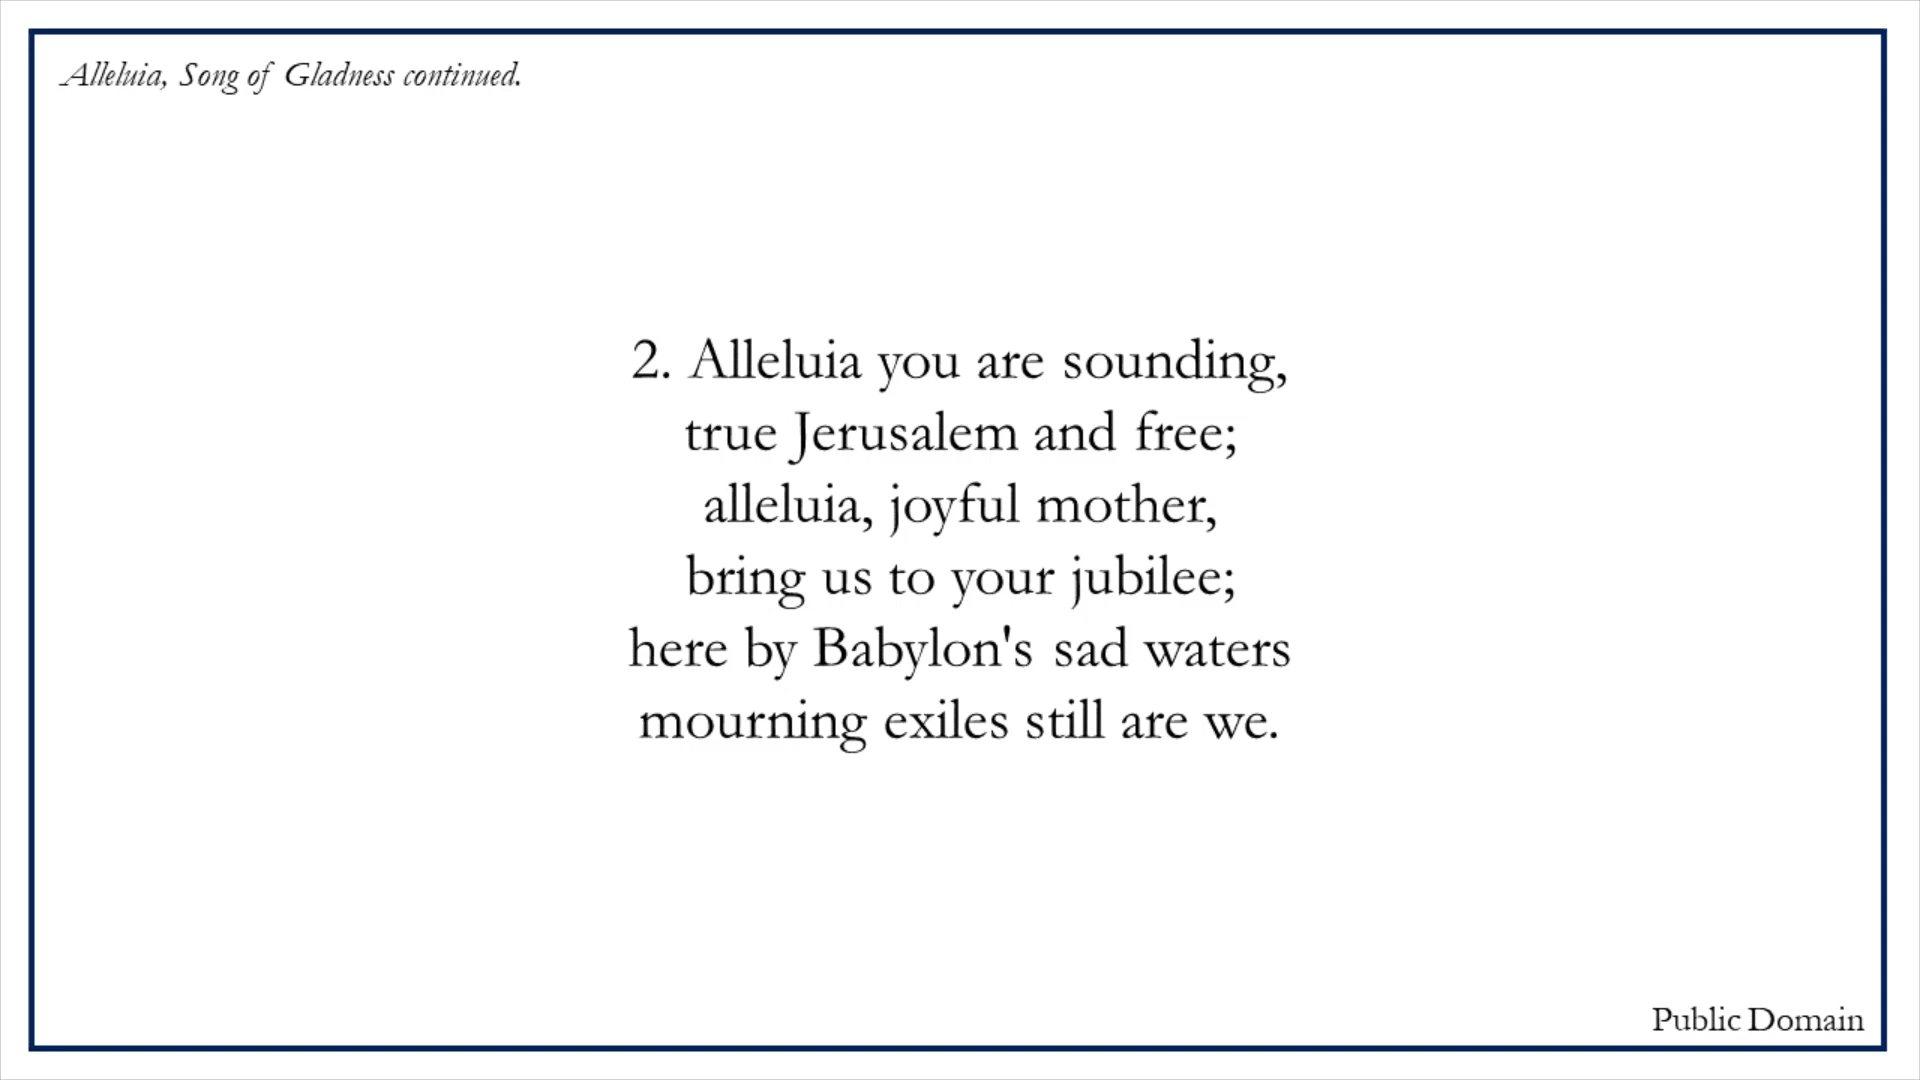 Alleluia, Song of Gladness continued.
2. Alleluia you are sounding,
true Jerusalem and free;
alleluia, joyful mother,
bring us to your jubilee;
here by Babylon's sad waters
mourning exiles still are we.
Public Domain